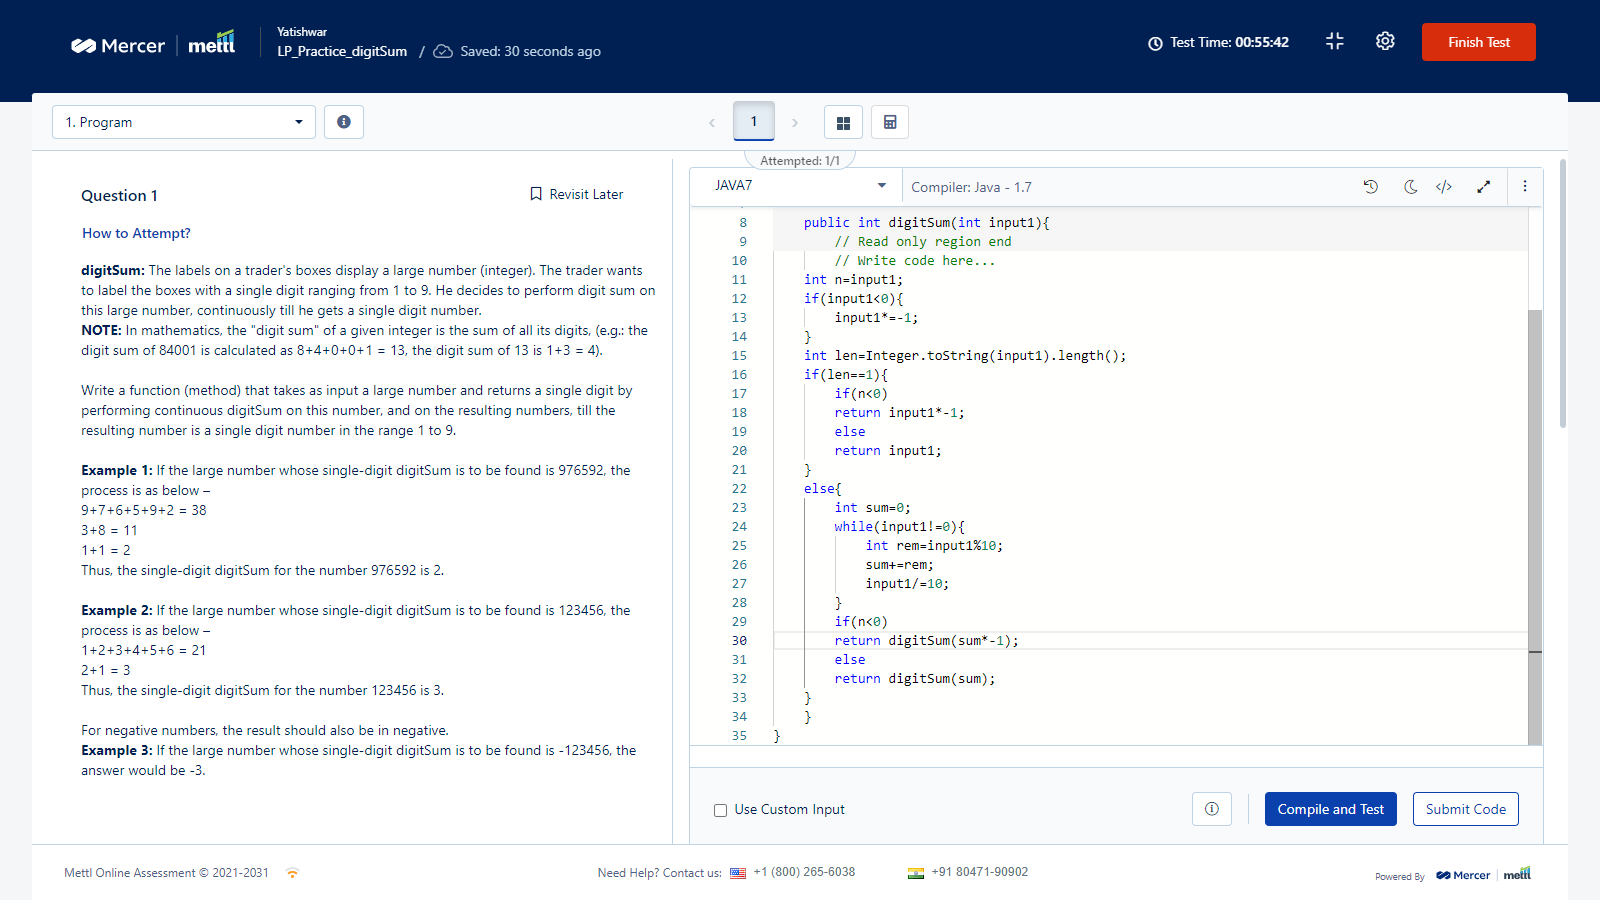 Mercer | mettl
Yatishwar
LP_Practice_digitSum / Saved: 30 seconds ago
Test Time: 00:55:42
Finish Test
1. Program
1
Attempted: 1/1
Question 1
Revisit Later
How to Attempt?
digitSum: The labels on a trader's boxes display a large number (integer). The trader wants
to label the boxes with a single digit ranging from 1 to 9. He decides to perform digit sum on
this large number, continuously till he gets a single digit number.
NOTE: In mathematics, the "digit sum" of a given integer is the sum of all its digits, (e.g.: the
digit sum of 84001 is calculated as 8+4+0+0+1 = 13, the digit sum of 13 is 1+3 = 4).
Write a function (method) that takes as input a large number and returns a single digit by
performing continuous digitSum on this number, and on the resulting numbers, till the
resulting number is a single digit number in the range 1 to 9.
Example 1: If the large number whose single-digit digitSum is to be found is 976592, the
process is as below –
9+7+6+5+9+2 = 38
3+8 = 11
1+1 = 2
Thus, the single-digit digitSum for the number 976592 is 2.
Example 2: If the large number whose single-digit digitSum is to be found is 123456, the
process is as below –
1+2+3+4+5+6 = 21
2+1 = 3
Thus, the single-digit digitSum for the number 123456 is 3.
For negative numbers, the result should also be in negative.
Example 3: If the large number whose single-digit digitSum is to be found is -123456, the
answer would be -3.
JAVA7
Compiler: Java - 1.7
8 public int digitSum(int input1){
9 // Read only region end
10 // Write code here...
11 int n=input1;
12 if(input1<0){
13 input1*=-1;
14 }
15 int len=Integer.toString(input1).length();
16 if(len==1){
17 if(n<0)
18 return input1*-1;
19 else
20 return input1;
21 }
22 else{
23 int sum=0;
24 while(input1!=0){
25 int rem=input1%10;
26 sum+=rem;
27 input1/=10;
28 }
29 if(n<0)
30 return digitSum(sum*-1);
31 else
32 return digitSum(sum);
33 }
34 }
35 }
Use Custom Input
Compile and Test
Submit Code
Mettl Online Assessment © 2021-2031
Need Help? Contact us: +1 (800) 265-6038
+91 80471-90902
Powered By Mercer | mettl